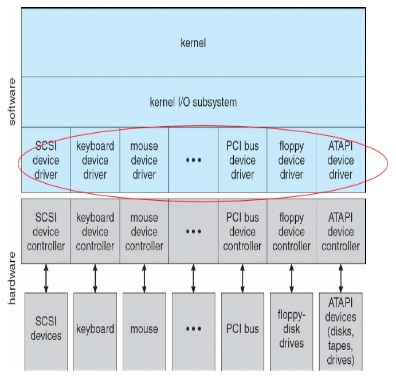 kernel
kernel I/O subsystem
software
SCSI
device
driver
keyboard
device
driver
mouse
device
driver
•••
PCI bus
device
driver
floppy
device
driver
ATAPI
device
driver
hardware
SCSI
device
controller
keyboard
device
controller
mouse
device
controller
•••
PCI bus
device
controller
floppy
device
controller
ATAPI
device
controller
SCSI
devices
keyboard
mouse
•••
PCI bus
floppy-
disk
drives
ATAPI
devices
(disks,
tapes,
drives)